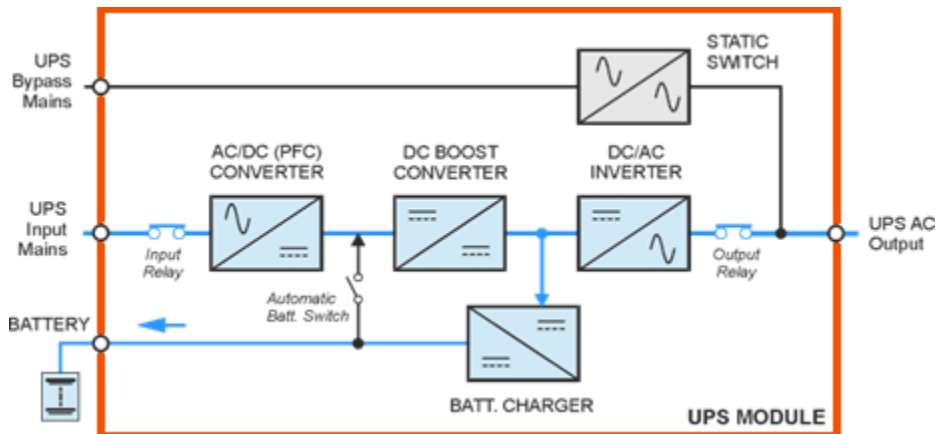 UPS
Bypass
Mains
STATIC
SWITCH
AC/DC (PFC)
CONVERTER
DC BOOST
CONVERTER
DC/AC
INVERTER
UPS
Input
Mains
Input
Relay
Output
Relay
UPS AC
Output
Automatic
Batt. Switch
BATTERY
BATT. CHARGER
UPS MODULE